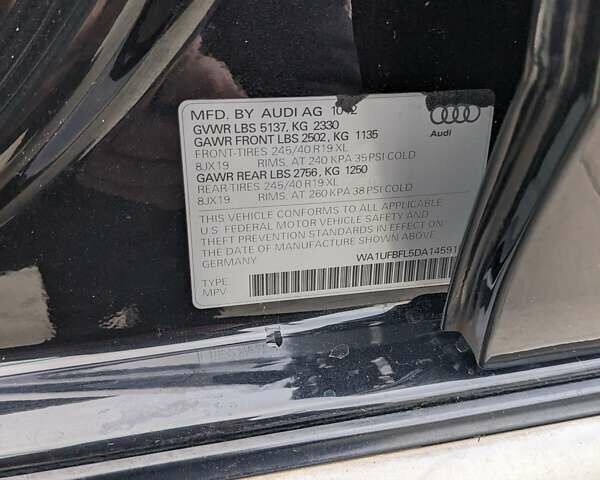 MFD. BY AUDI AG 10/12
Audi
GVWR LBS 5137, KG 2330
GAWR FRONT LBS 2502, KG 1135
FRONT-TIRES 245/40 R19 XL
8JX19 RIMS, AT 240 KPA 35 PSI COLD
GAWR REAR LBS 2756, KG 1250
REAR TIRES 245/40 R19 XL
8JX19 RIMS, AT 260 KPA 38 PSI COLD
THIS VEHICLE CONFORMS TO ALL APPLICABLE
U.S. FEDERAL MOTOR VEHICLE SAFETY AND
THEFT PREVENTION STANDARDS IN EFFECT ON
THE DATE OF MANUFACTURE SHOWN ABOVE.
GERMANY WA1UFBFL5DA14591
TYPE
MPV